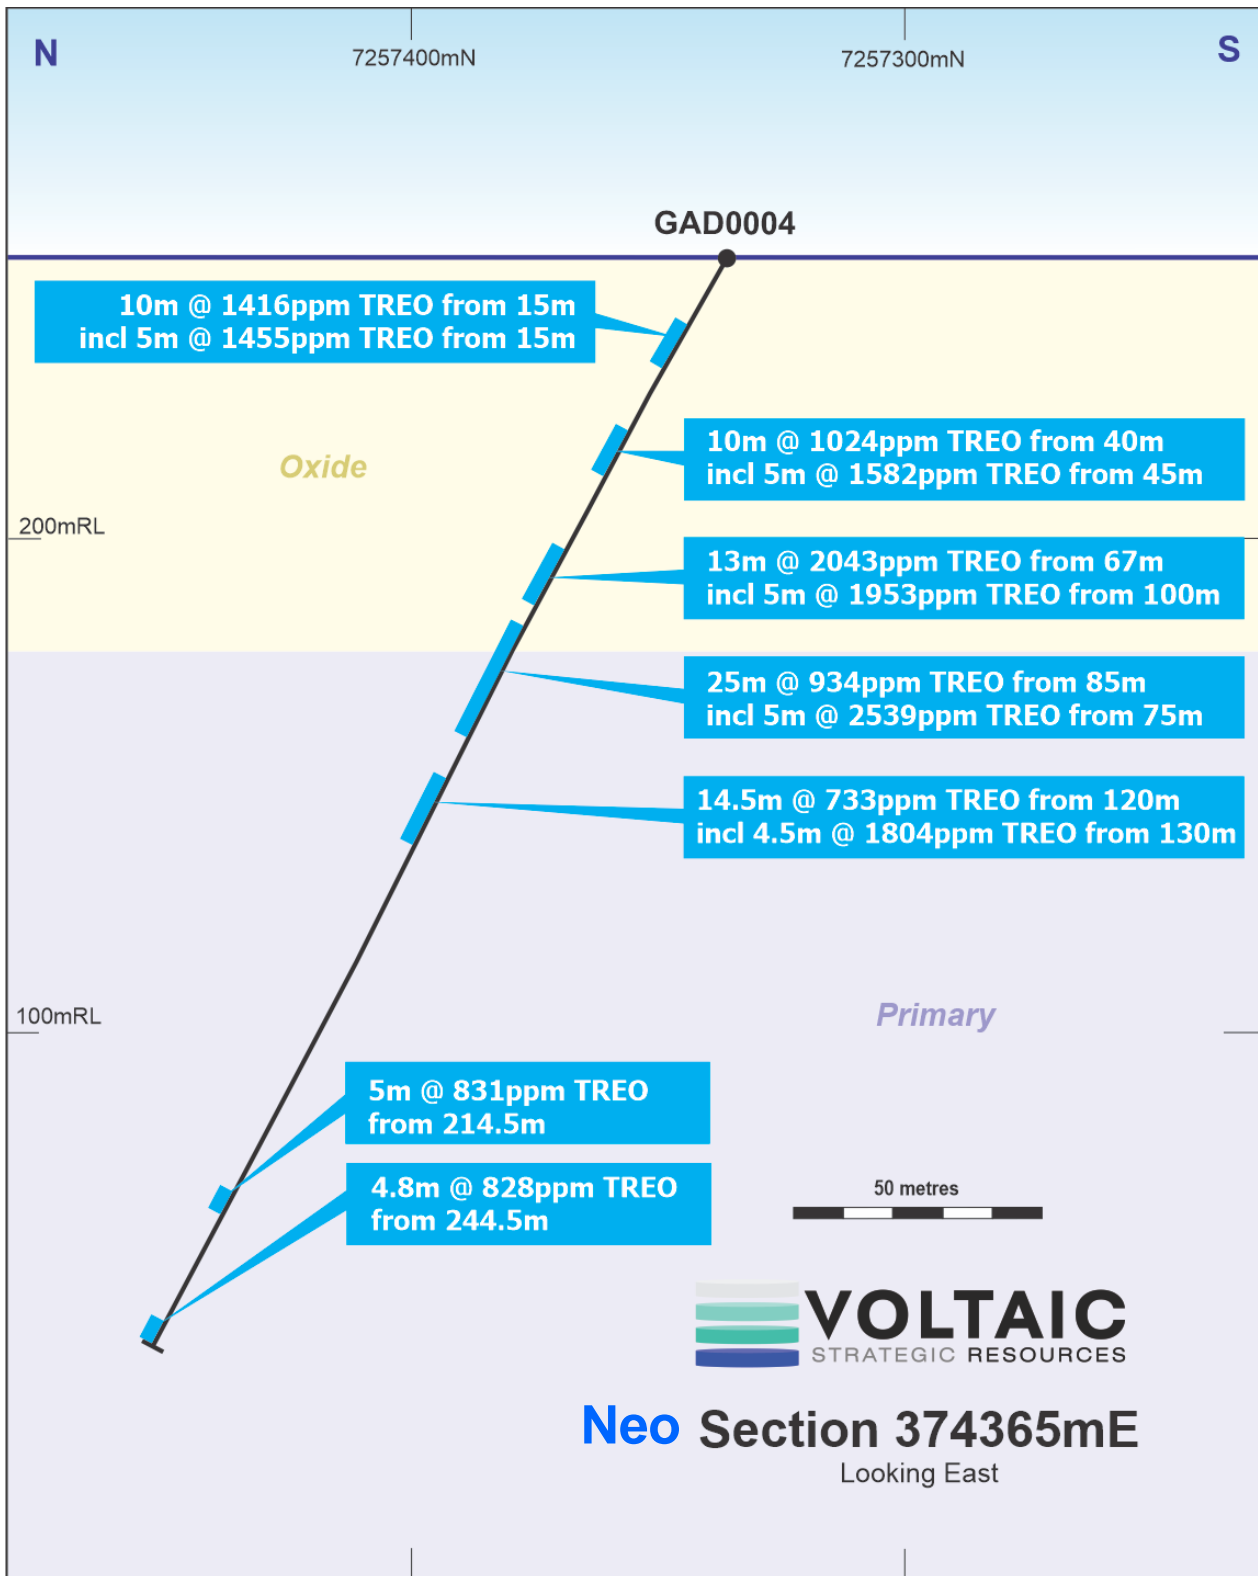 N
7257400mN
7257300mN
S
GAD0004
10m @ 1416ppm TREO from 15m
incl 5m @ 1455ppm TREO from 15m
10m @ 1024ppm TREO from 40m
incl 5m @ 1582ppm TREO from 45m
Oxide
200mRL
13m @ 2043ppm TREO from 67m
incl 5m @ 1953ppm TREO from 100m
25m @ 934ppm TREO from 85m
incl 5m @ 2539ppm TREO from 75m
14.5m @ 733ppm TREO from 120m
incl 4.5m @ 1804ppm TREO from 130m
100mRL
Primary
5m @ 831ppm TREO
from 214.5m
4.8m @ 828ppm TREO
from 244.5m
50 metres
VOLTAIC
STRATEGIC RESOURCES
Neo Section 374365mE
Looking East